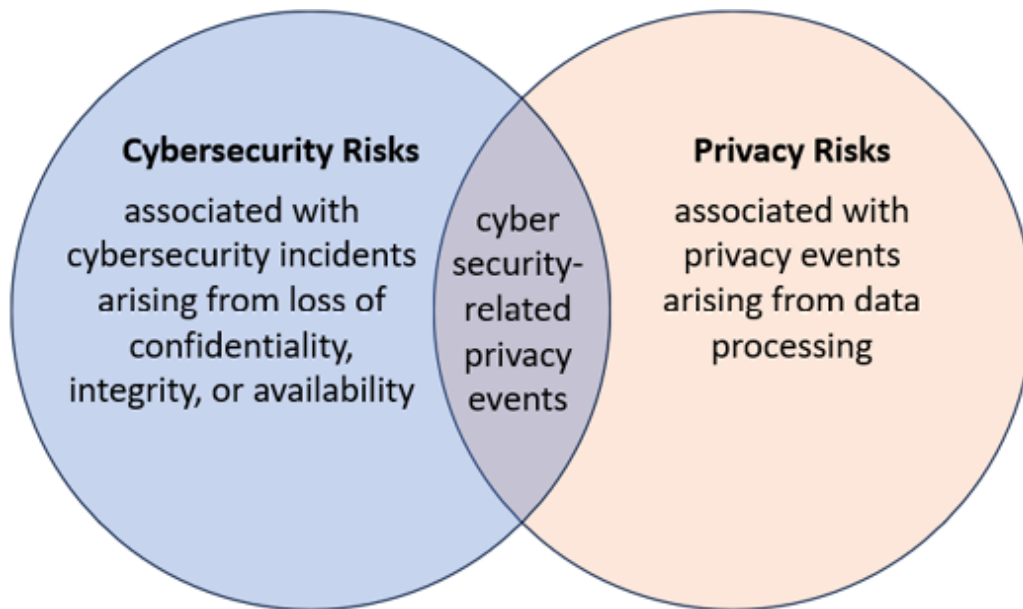 Cybersecurity Risks
associated with
cybersecurity incidents
arising from loss of
confidentiality,
integrity, or availability
cyber
security-
related
privacy
events
Privacy Risks
associated with
privacy events
arising from data
processing